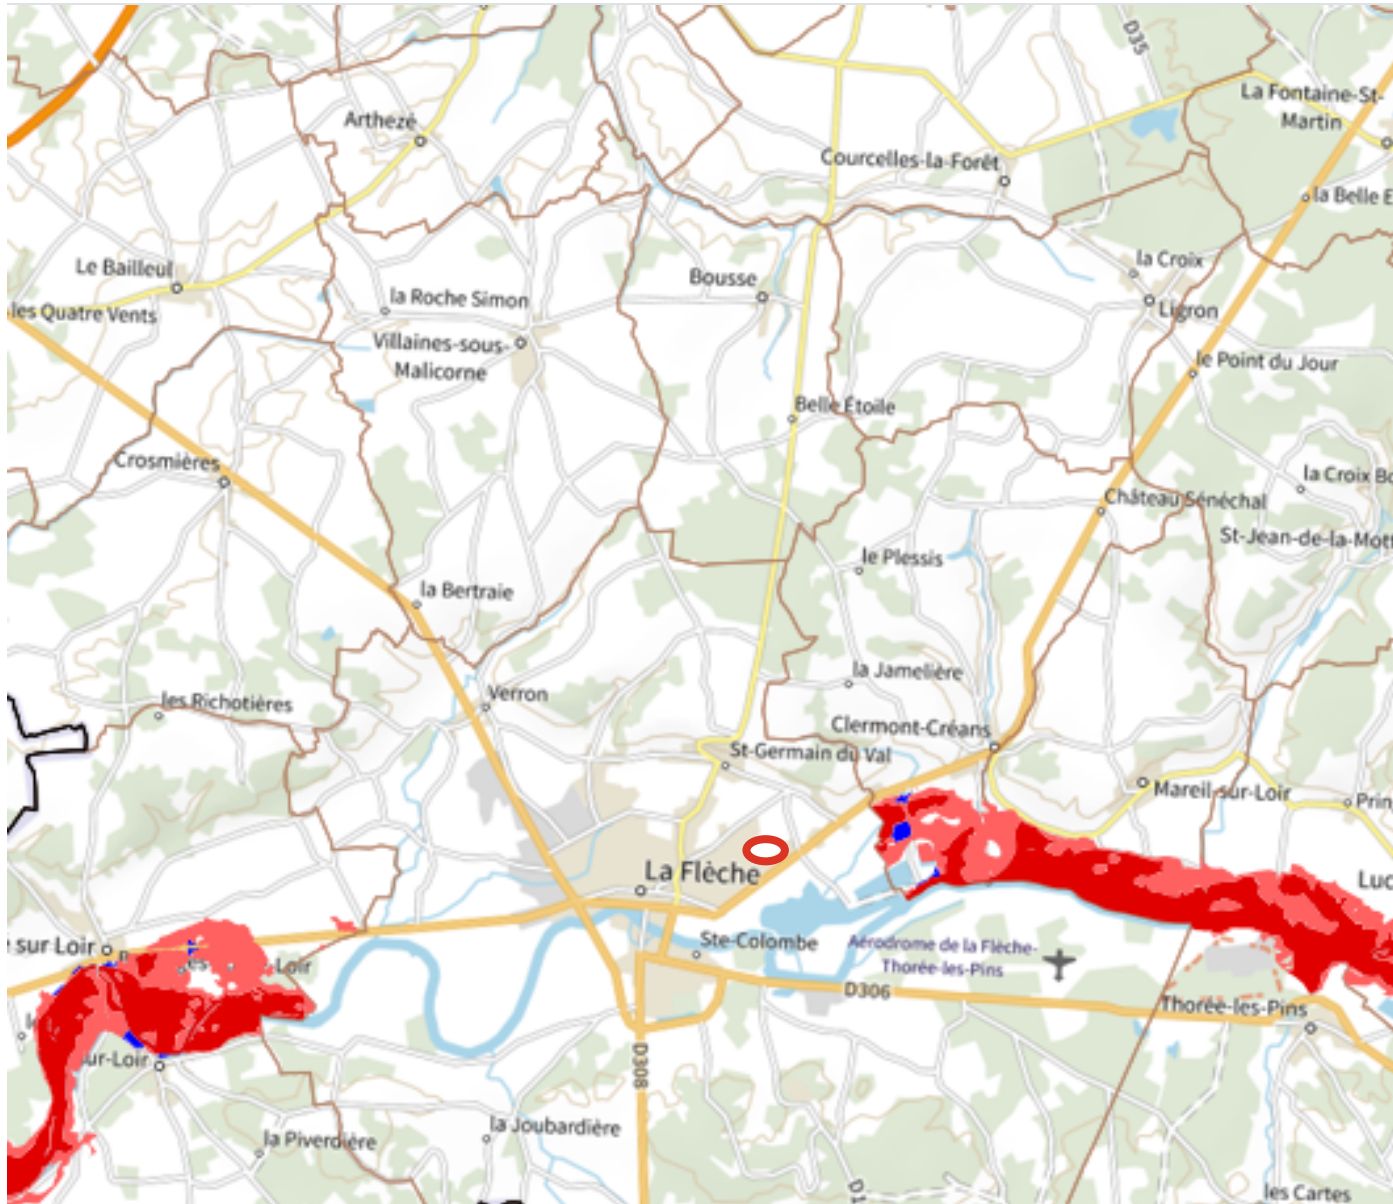 D35
La Fontaine-St-
Martin
Arthezé
Courcelles-la-Forêt
la Belle E
la Croix
Le Bailleul
Bousse
la Roche Simon
Ligron
les Quatre Vents
Villaines-sous-
Malicorne
le Point du Jour
Belle Étoile
Crosmières
la Croix Bo
Château Sénéchal
St-Jean-de-la-Mott
le Plessis
la Bertraie
la Jamelière
les Richotières
Verron
Clermont-Créans
St-Germain du Val
Mareil-sur-Loir
Prin
La Flèche
Luc
sur Loir
Ste-Colombe
Aérodrome de la Flèche-
Thorée-les-Pins
es
Loir
D306
Thorée-les-Pins
ur-Loir
D308
la Joubardière
la Piverdière
D1
les Cartes